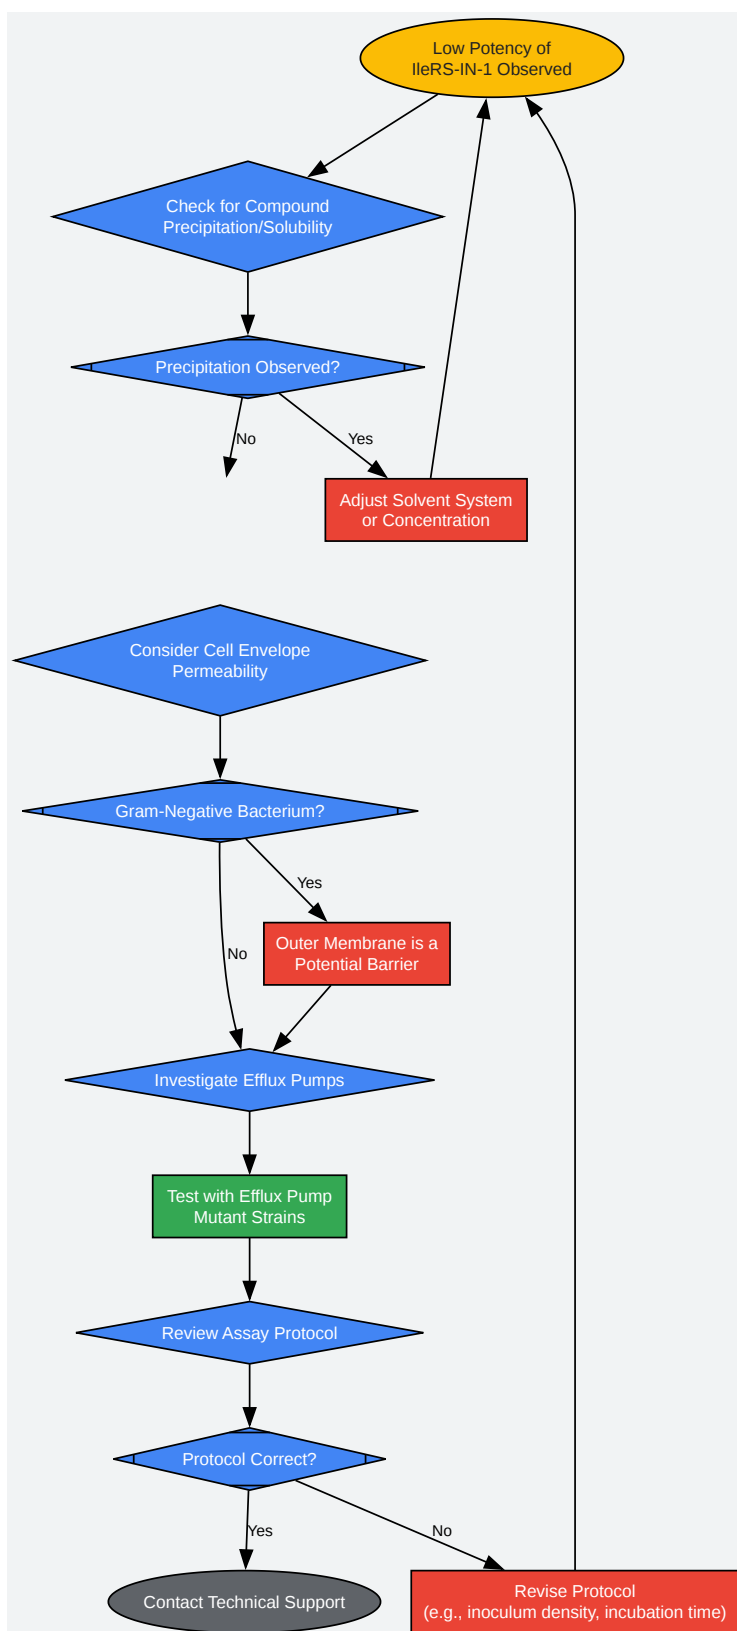 Low Potency of
IleRS-IN-1 Observed
Check for Compound
Precipitation/Solubility
Precipitation Observed?
No
Yes
Adjust Solvent System
or Concentration
Consider Cell Envelope
Permeability
Gram-Negative Bacterium?
Yes
Outer Membrane is a
Potential Barrier
No
Investigate Efflux Pumps
Test with Efflux Pump
Mutant Strains
Review Assay Protocol
Protocol Correct?
Yes
No
Contact Technical Support
Revise Protocol
(e.g., inoculum density, incubation time)